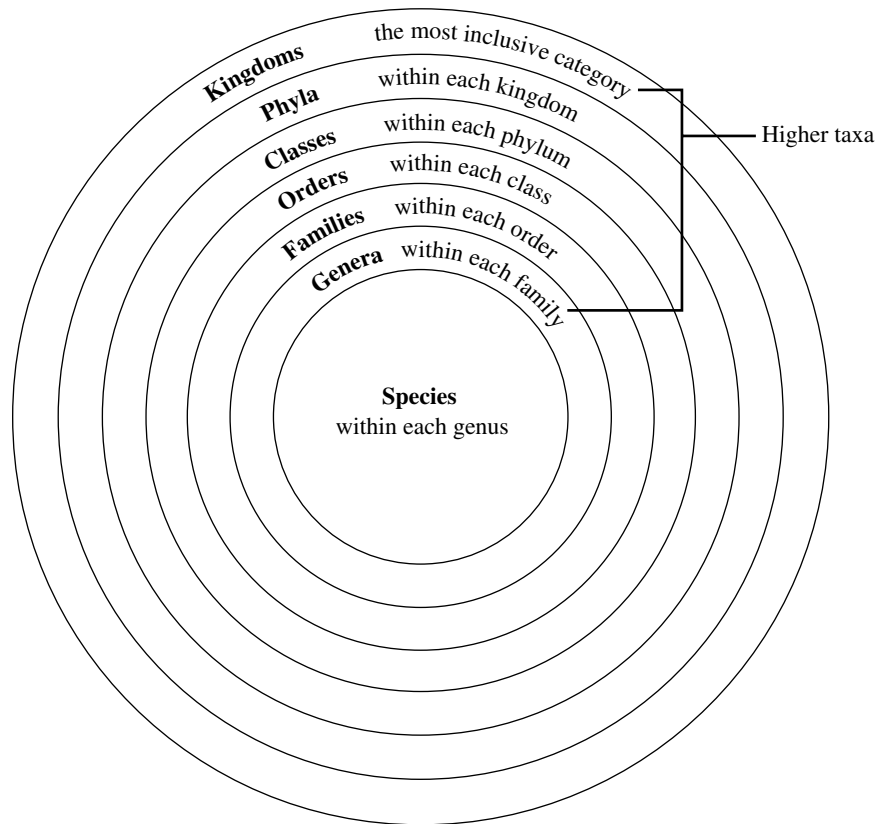 Kingdoms the most inclusive category
Phyla within each kingdom
Classes within each phylum
Orders within each class
Families within each order
Genera within each family
Species
within each genus
Higher taxa